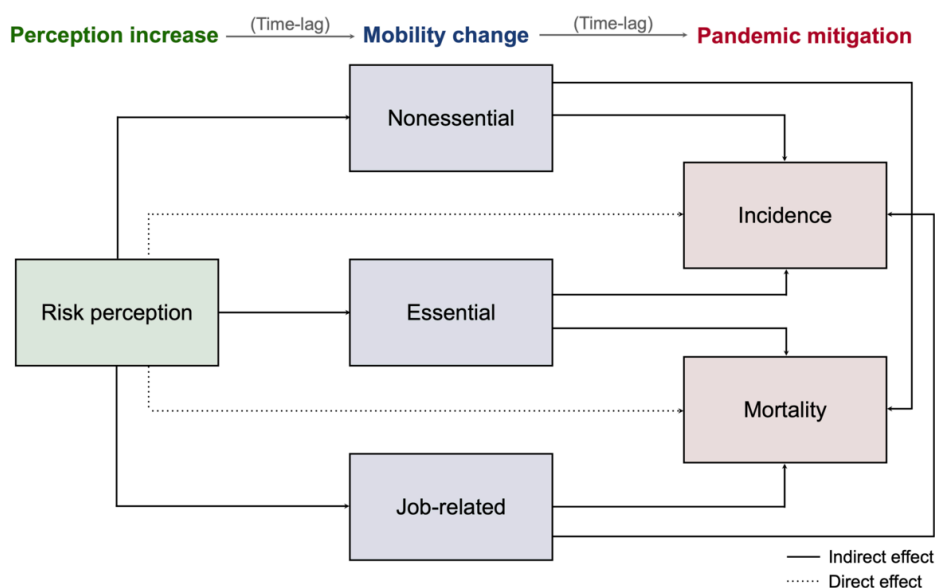 Perception increase (Time-lag) Mobility change (Time-lag) Pandemic mitigation
Nonessential
Incidence
Risk perception
Essential
Mortality
Job-related
Indirect effect
Direct effect